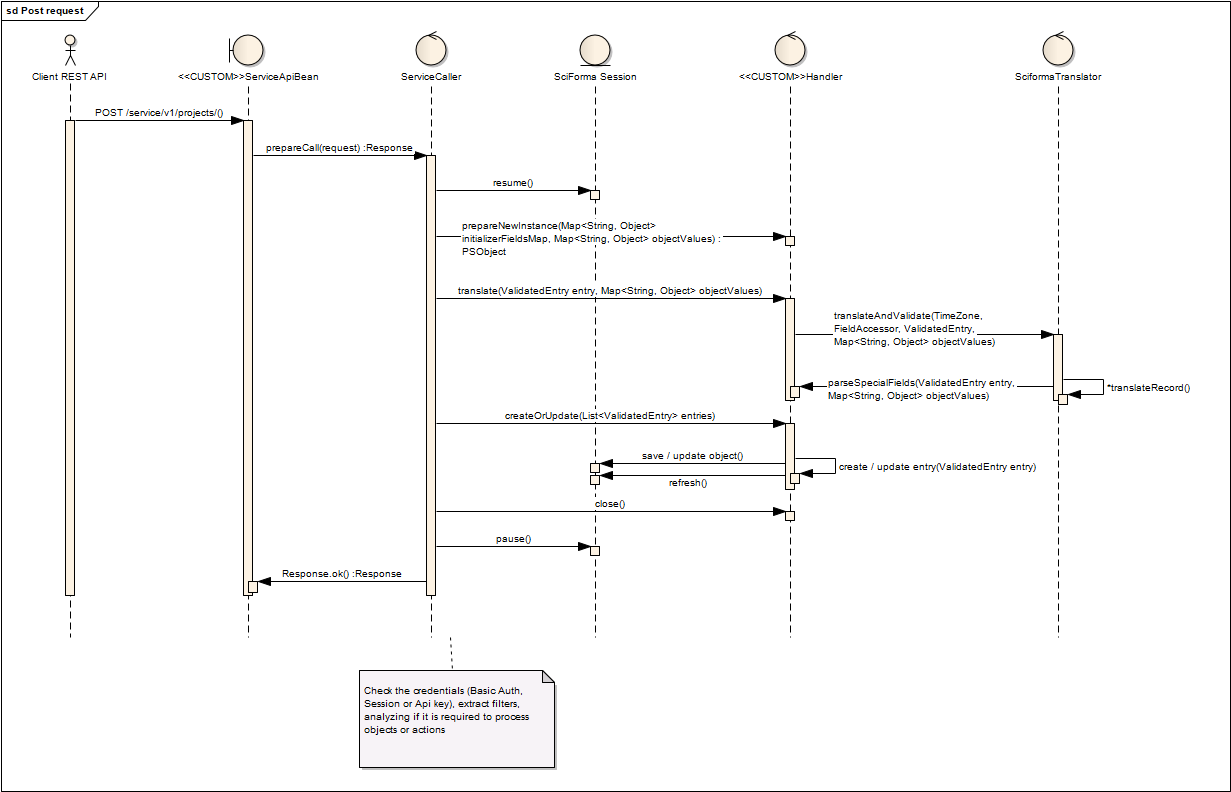 sd Post request
Client REST API
<<CUSTOM>>ServiceApiBean
ServiceCaller
SciForma Session
<<CUSTOM>>Handler
SciformaTranslator
POST /service/v1/projects/()
prepareCall(request) :Response
resume()
prepareNewInstance(Map<String, Object>
initializerFieldsMap, Map<String, Object> objectValues) :
PSObject
translate(ValidatedEntry entry, Map<String, Object> objectValues)
translateAndValidate(TimeZone,
FieldAccessor, ValidatedEntry,
Map<String, Object> objectValues)
parseSpecialFields(ValidatedEntry entry,
Map<String, Object> objectValues)
*translateRecord()
createOrUpdate(List<ValidatedEntry> entries)
save / update object()
create / update entry(ValidatedEntry entry)
refresh()
close()
pause()
Response.ok() :Response
Check the credentials (Basic Auth,
Session or Api key), extract filters,
analyzing if it is required to process
objects or actions